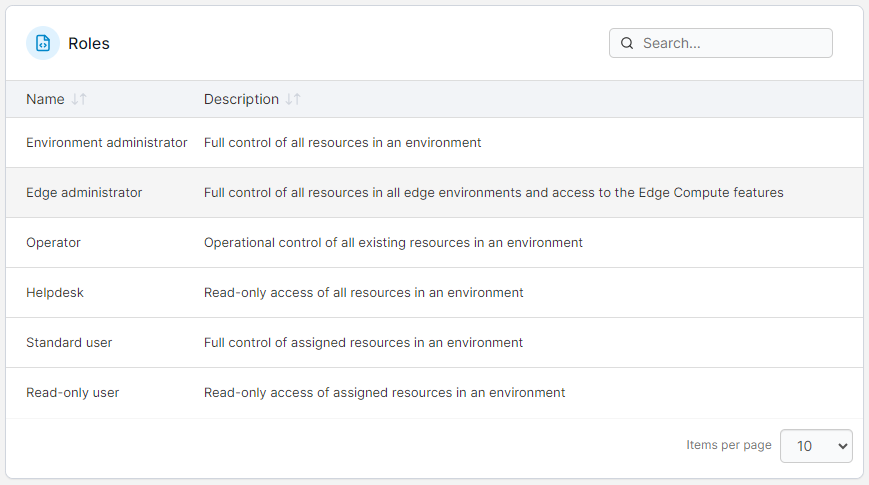 Roles
Search...
Name Description
Environment administrator Full control of all resources in an environment
Edge administrator Full control of all resources in all edge environments and access to the Edge Compute features
Operator Operational control of all existing resources in an environment
Helpdesk Read-only access of all resources in an environment
Standard user Full control of assigned resources in an environment
Read-only user Read-only access of assigned resources in an environment
Items per page 10